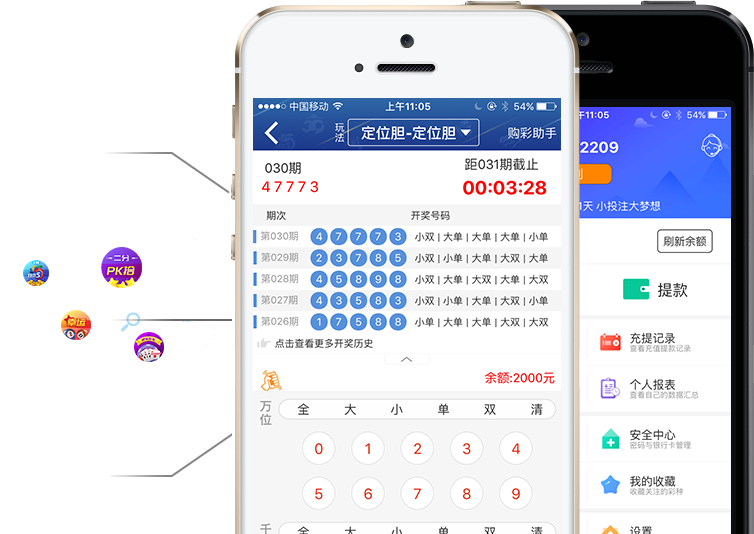 中国移动 上午11:05 54%
玩法 定位胆-定位胆 购彩助手
030期 距031期截止
47773 00:03:28
期次 开奖号码
第030期 4 7 7 7 3 小双 | 大单 | 大单 | 大单 | 小单
第029期 2 3 7 8 5 小双 | 小单 | 大单 | 大双 | 大单
第028期 4 5 8 9 8 小双 | 大单 | 大双 | 大单 | 大双
第027期 4 3 5 8 3 小双 | 小单 | 大单 | 大双 | 小单
第026期 1 7 5 8 8 小单 | 大单 | 大单 | 大双 | 大双
点击查看更多开奖历史
余额:2000元
万位 全 大 小 单 双 清
0 1 2 3 4
5 6 7 8 9
千 全 大 小 单 双 清
午11:05 54%
2209
天 小投注大梦想
刷新余额
提款
充提记录
查看充值提款记录
个人报表
查看自己的数据汇总
安全中心
密码与银行卡管理
我的收藏
收藏关注的彩种
设置
二分
PK拾
幸运